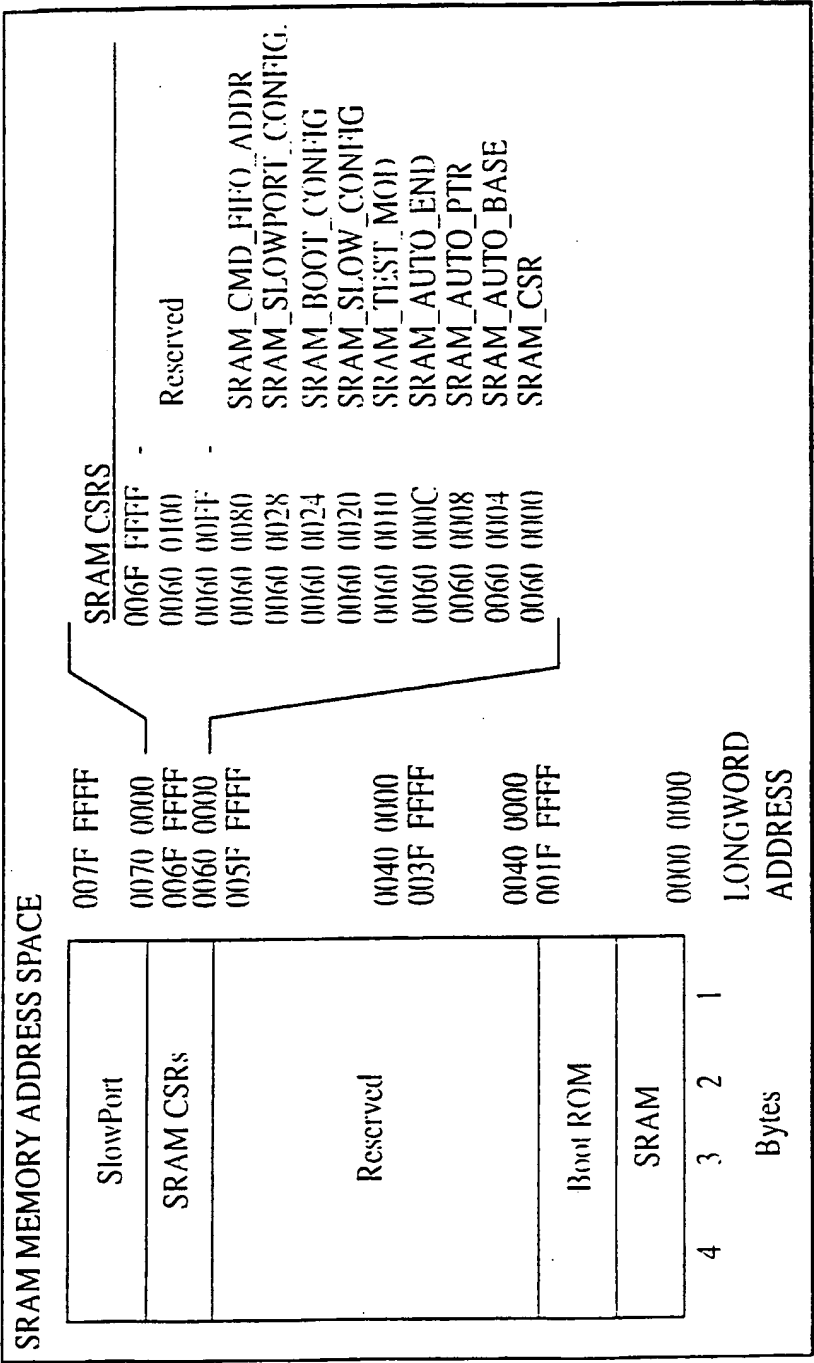 SRAM MEMORY ADDRESS SPACE
SlowPort
SRAM CSRs
Reserved
Boot ROM
SRAM
4 3 2 1
Bytes
007F FFFF
0070 0000
006F FFFF
0060 0000
005F FFFF
0040 0000
003F FFFF
0040 0000
001F FFFF
0000 0000
LONGWORD
ADDRESS
SRAM CSRS
006F FFFF -
0060 0100 Reserved
0060 00FF -
0060 0080 SRAM_CMD_FIFO_ADDR
0060 0028 SRAM_SLOWPORT_CONFIG.
0060 0024 SRAM_BOOT_CONFIG
0060 0020 SRAM_SLOW_CONFIG
0060 0010 SRAM_TEST_MOD
0060 000C SRAM_AUTO_END
0060 0008 SRAM_AUTO_PTR
0060 0004 SRAM_AUTO_BASE
0060 0000 SRAM_CSR